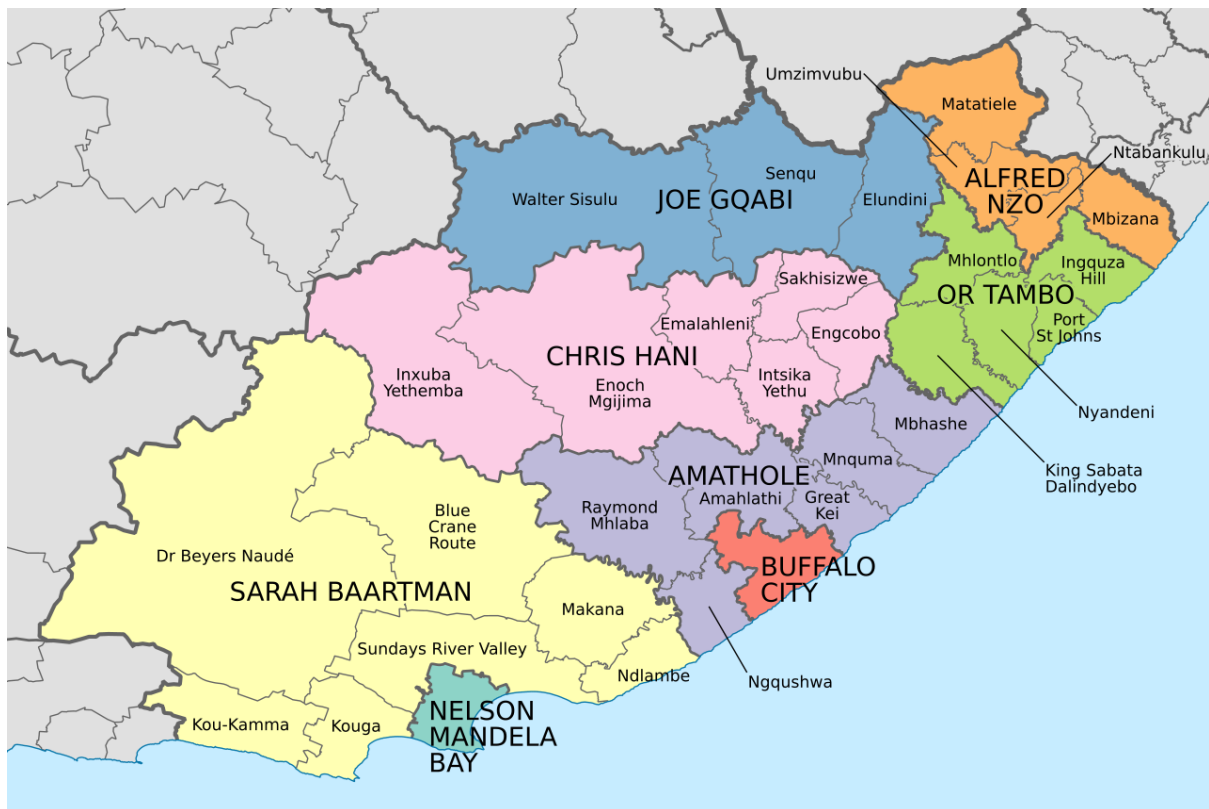 Umzimvubu
Matatiele
Ntabankulu
ALFRED
NZO
Mbizana
Walter Sisulu
JOE GQABI
Senqu
Elundini
Mhlontlo
Ingquza
Hill
OR TAMBO
Port
St Johns
Nyandeni
King Sabata
Dalindyebo
Sakhisizwe
Emalahleni
Engcobo
CHRIS HANI
Inxuba
Yethemba
Enoch
Mgijima
Intsika
Yethu
Mbhashe
Mnquma
AMATHOLE
Amahlathi
Great
Kei
Raymond
Mhlaba
BUFFALO
CITY
Ngqushwa
Blue
Crane
Route
Dr Beyers Naudé
SARAH BAARTMAN
Makana
Sundays River Valley
Ndlambe
Kou-Kamma
Kouga
NELSON
MANDELA
BAY